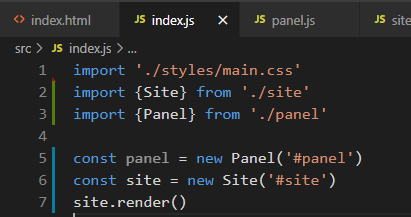 <> index.html JS index.js × JS panel.js JS site
src > JS index.js > ...
1 import './styles/main.css'
2 import {Site} from './site'
3 import {Panel} from './panel'
4
5 const panel = new Panel('#panel')
6 const site = new Site('#site')
7 site.render()